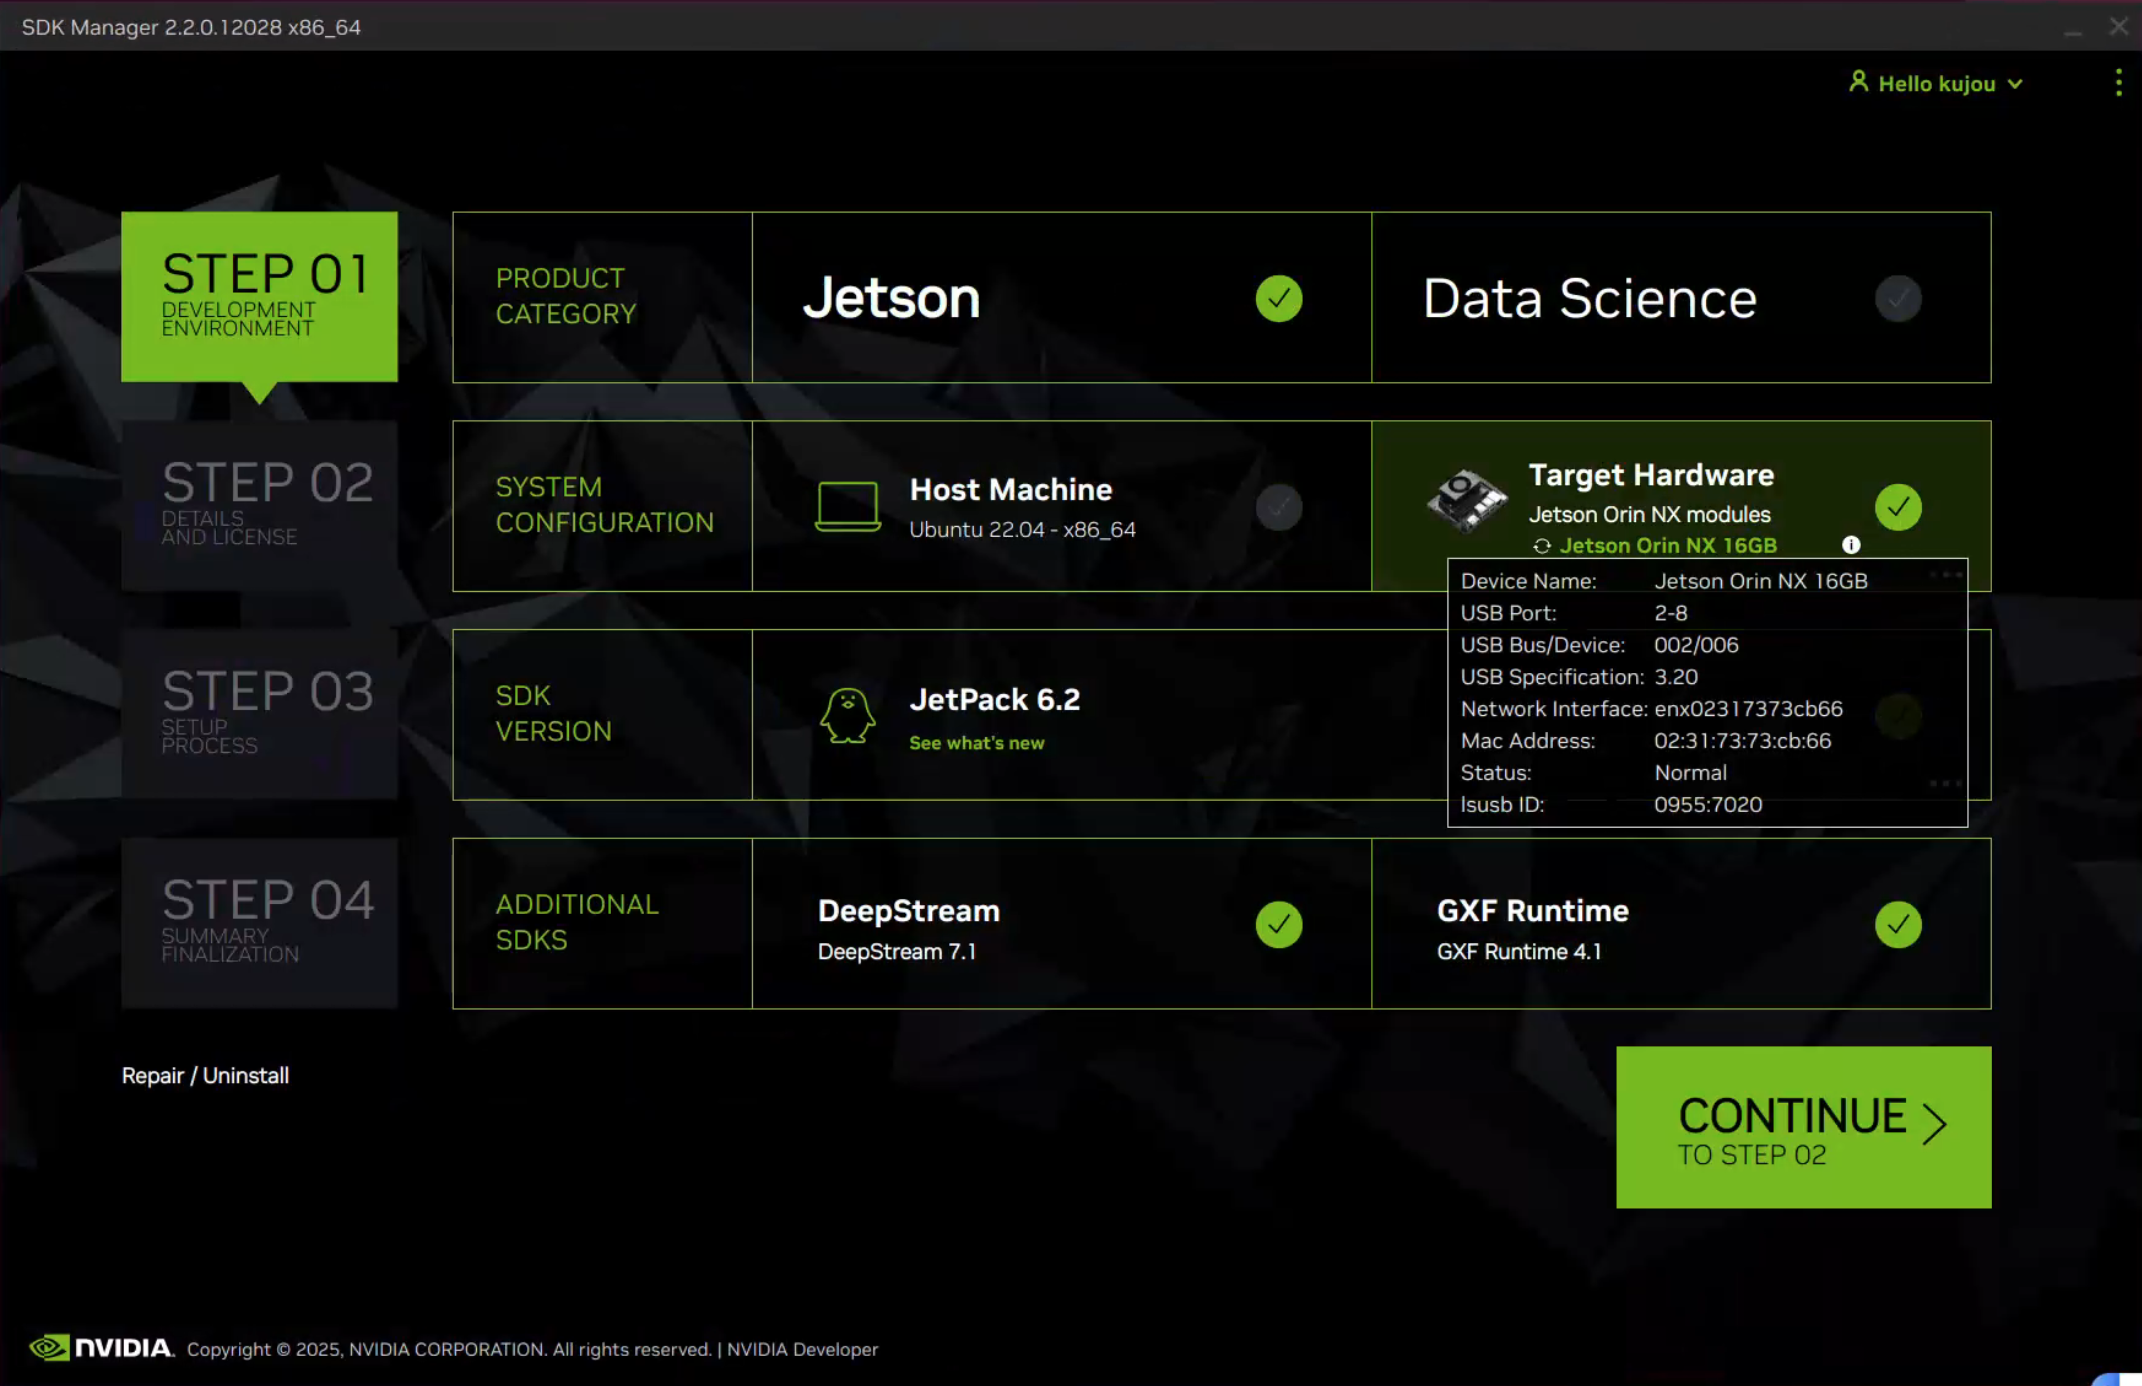 SDK Manager 2.2.0.12028 x86_64
Hello kujou
STEP 01
DEVELOPMENT
ENVIRONMENT
PRODUCT
CATEGORY
Jetson
Data Science
STEP 02
DETAILS
AND LICENSE
SYSTEM
CONFIGURATION
Host Machine
Ubuntu 22.04 - x86_64
Target Hardware
Jetson Orin NX modules
Jetson Orin NX 16GB
Device Name: Jetson Orin NX 16GB
USB Port: 2-8
USB Bus/Device: 002/006
USB Specification: 3.20
Network Interface: enx02317373cb66
Mac Address: 02:31:73:73:cb:66
Status: Normal
lsusb ID: 0955:7020
STEP 03
SETUP
PROCESS
SDK
VERSION
JetPack 6.2
See what's new
STEP 04
SUMMARY
FINALIZATION
ADDITIONAL
SDKS
DeepStream
DeepStream 7.1
GXF Runtime
GXF Runtime 4.1
Repair / Uninstall
CONTINUE
TO STEP 02
NVIDIA. Copyright © 2025, NVIDIA CORPORATION. All rights reserved. | NVIDIA Developer